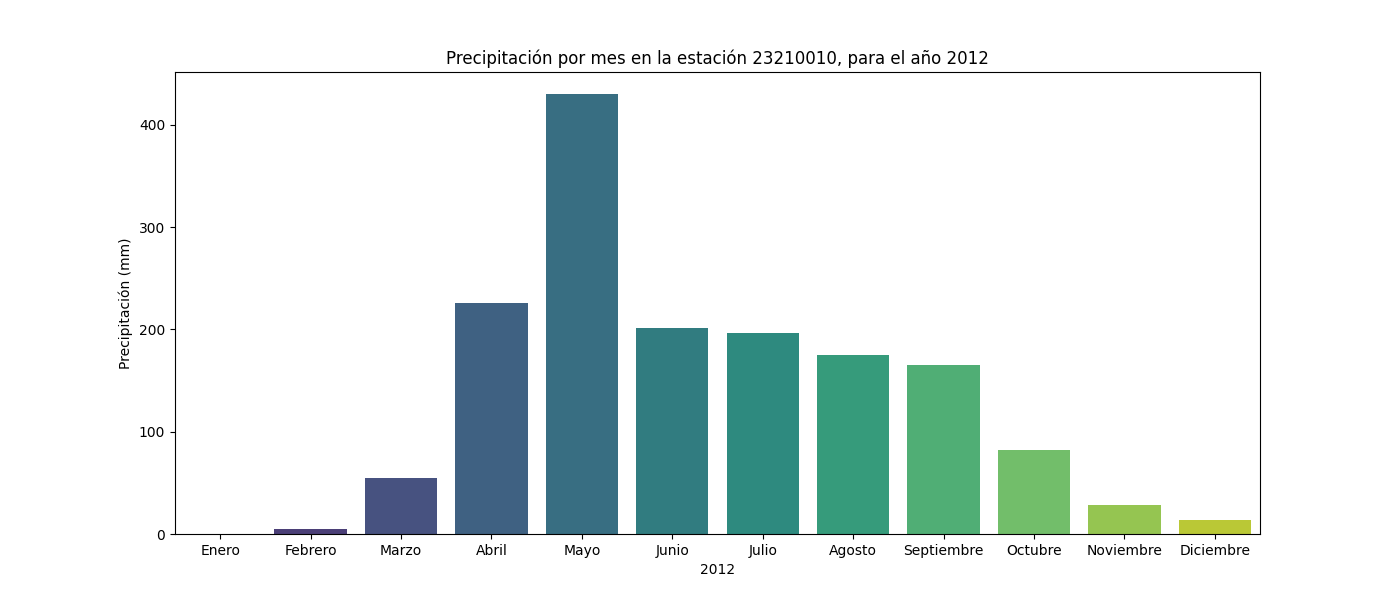 Precipitación por mes en la estación 23210010, para el año 2012
Precipitación (mm)
400
300
200
100
0
Enero Febrero Marzo Abril Mayo Junio Julio Agosto Septiembre Octubre Noviembre Diciembre
2012